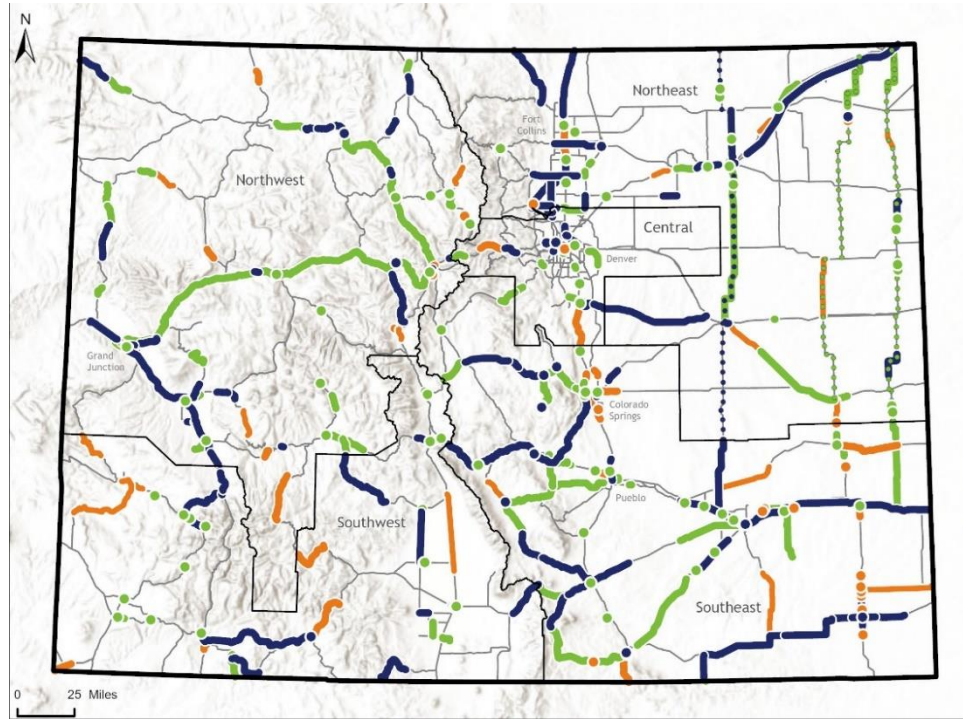 N
Northeast
Fort
Collins
Northwest
Central
Denver
Grand
Junction
Colorado
Springs
Pueblo
Southwest
Southeast
0 25 Miles